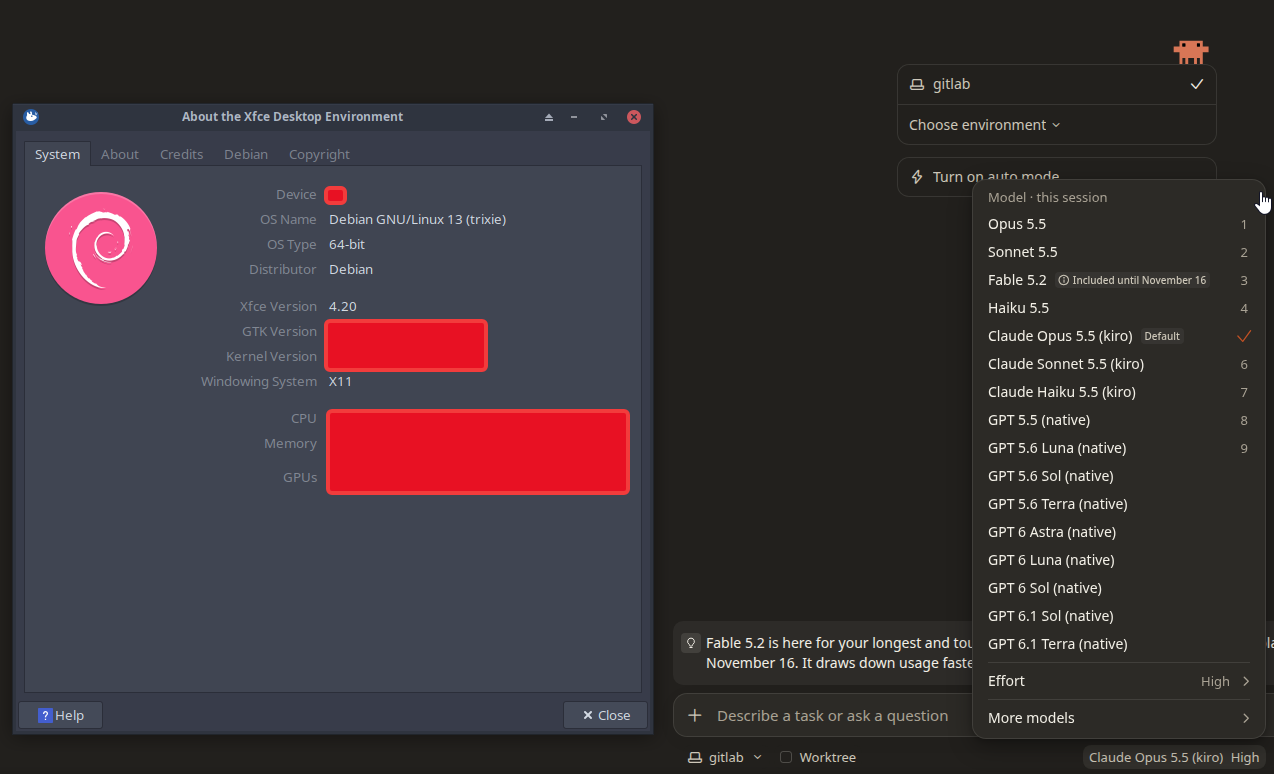 About the Xfce Desktop Environment
System About Credits Debian Copyright
Device
OS Name Debian GNU/Linux 13 (trixie)
OS Type 64-bit
Distributor Debian
Xfce Version 4.20
GTK Version
Kernel Version
Windowing System X11
CPU
Memory
GPUs
? Help
Close
gitlab
Choose environment
Turn on auto mode
Model · this session
Opus 5.5 1
Sonnet 5.5 2
Fable 5.2 Included until November 16 3
Haiku 5.5 4
Claude Opus 5.5 (kiro) Default
Claude Sonnet 5.5 (kiro) 6
Claude Haiku 5.5 (kiro) 7
GPT 5.5 (native) 8
GPT 5.6 Luna (native) 9
GPT 5.6 Sol (native)
GPT 5.6 Terra (native)
GPT 6 Astra (native)
GPT 6 Luna (native)
GPT 6 Sol (native)
GPT 6.1 Sol (native)
GPT 6.1 Terra (native)
Effort High
More models
Fable 5.2 is here for your longest and
November 16. It draws down usage
Describe a task or ask a question
gitlab Worktree Claude Opus 5.5 (kiro) High